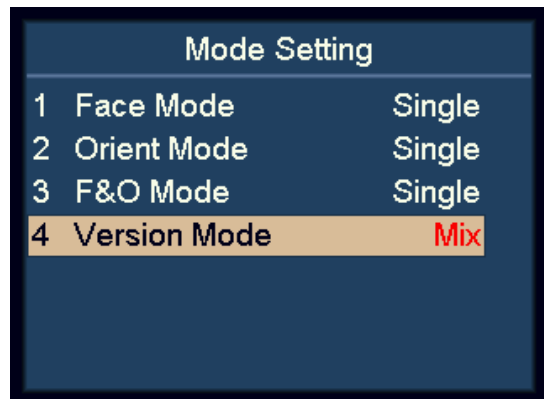 Mode Setting
1 Face Mode Single
2 Orient Mode Single
3 F&O Mode Single
4 Version Mode Mix